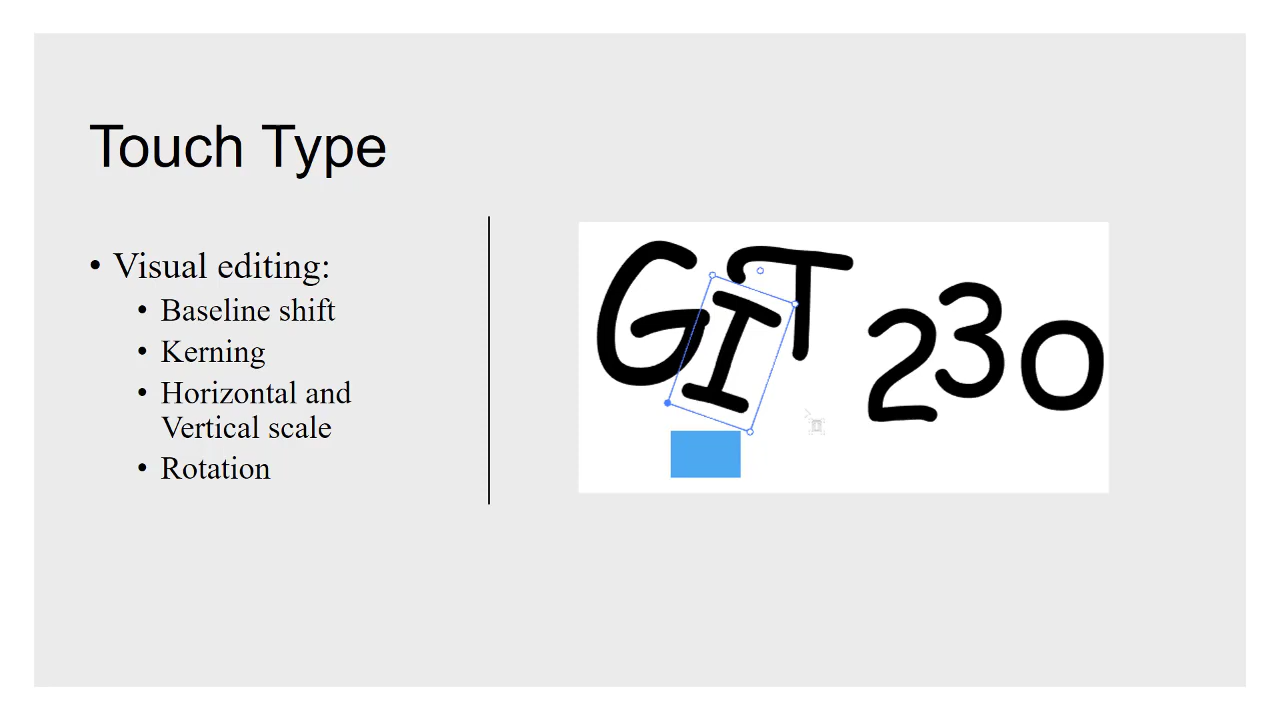 Touch Type
• Visual editing:
• Baseline shift
• Kerning
• Horizontal and
Vertical scale
• Rotation
GIT 230